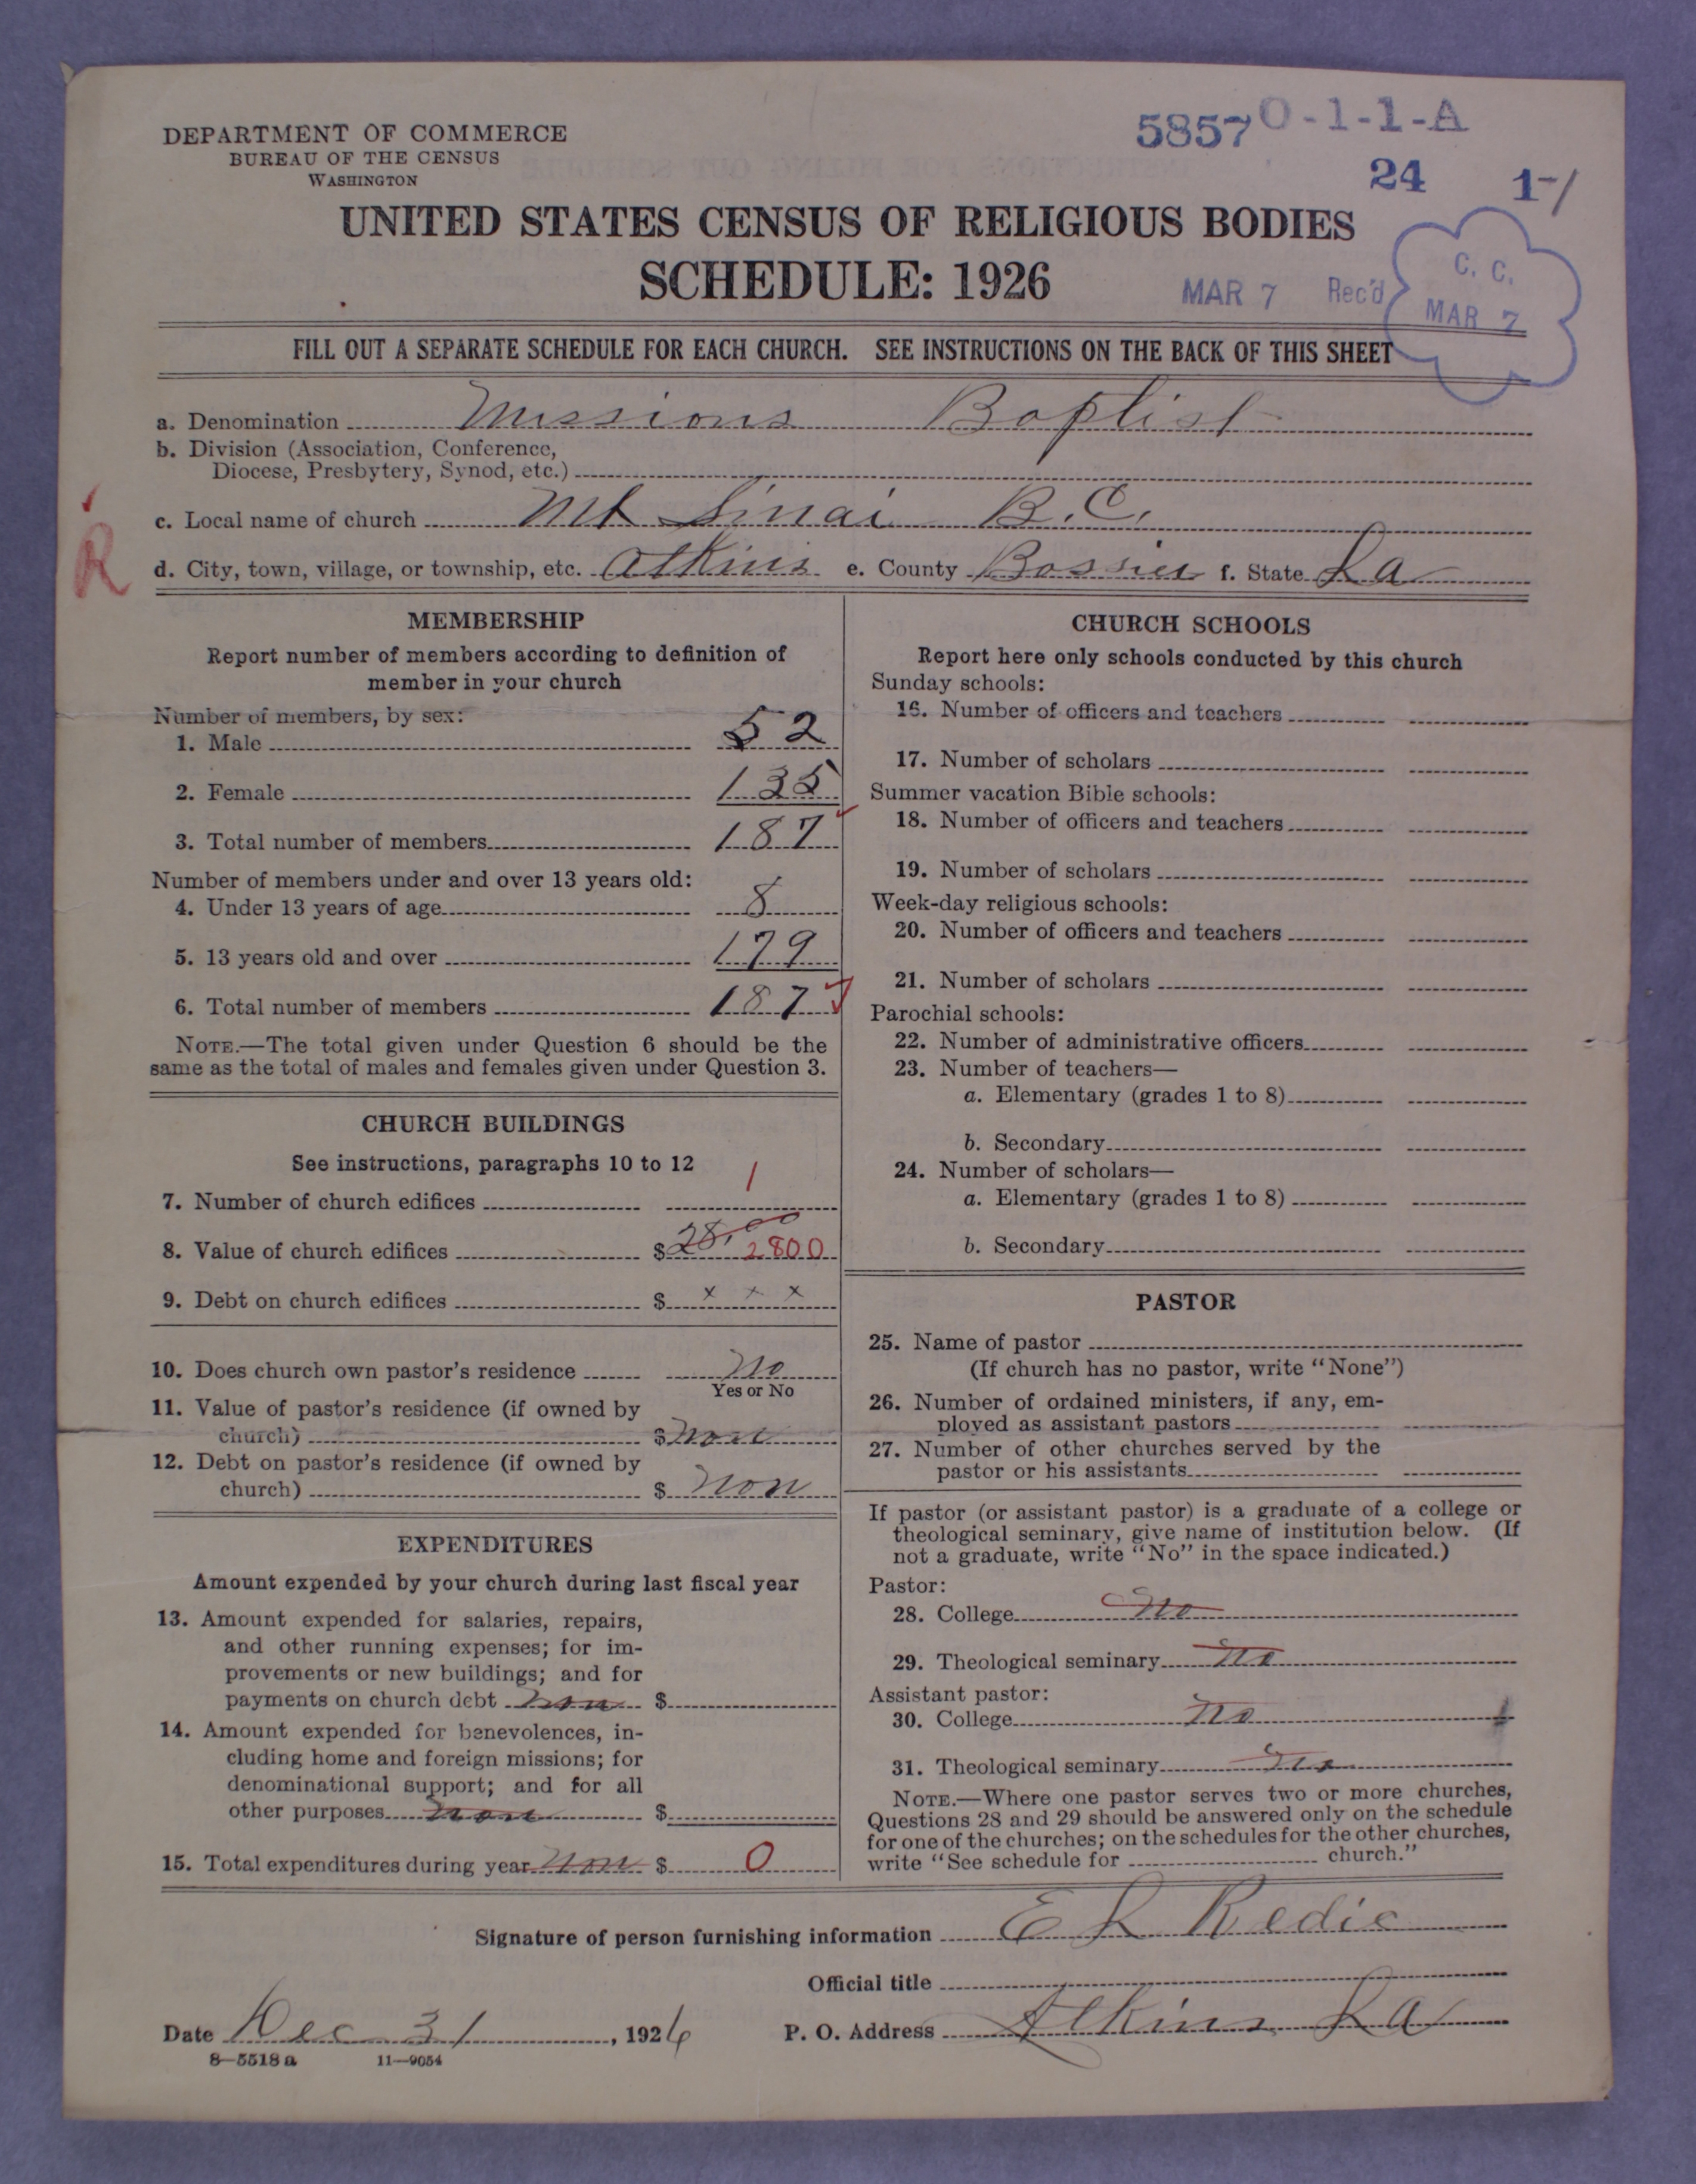 DEPARTMENT OF COMMERCE
BUREAU OF THE CENSUS
WASHINGTON
5857 0-1-1-A
24 1-/
UNITED STATES CENSUS OF RELIGIOUS BODIES
SCHEDULE: 1926
MAR 7 Rec'd
C. C.
MAR 7
FILL OUT A SEPARATE SCHEDULE FOR EACH CHURCH. SEE INSTRUCTIONS ON THE BACK OF THIS SHEET
a. Denomination Missions Baptist
b. Division (Association, Conference,
Diocese, Presbytery, Synod, etc.)
R
c. Local name of church Mt Sinai B.C.
d. City, town, village, or township, etc. Atkins e. County Bossier f. State La
MEMBERSHIP
Report number of members according to definition of
member in your church
Number of members, by sex:
1. Male 52
2. Female 135
3. Total number of members 187
Number of members under and over 13 years old:
4. Under 13 years of age 8
5. 13 years old and over 179
6. Total number of members 187
NOTE.—The total given under Question 6 should be the
same as the total of males and females given under Question 3.
CHURCH BUILDINGS
See instructions, paragraphs 10 to 12
7. Number of church edifices 1
8. Value of church edifices $ 28.00 2800
9. Debt on church edifices $ x x x
10. Does church own pastor's residence no
Yes or No
11. Value of pastor's residence (if owned by
church) $ non
12. Debt on pastor's residence (if owned by
church) $ non
EXPENDITURES
Amount expended by your church during last fiscal year
13. Amount expended for salaries, repairs,
and other running expenses; for im-
provements or new buildings; and for
payments on church debt non $
14. Amount expended for benevolences, in-
cluding home and foreign missions; for
denominational support; and for all
other purposes non $
15. Total expenditures during year non $ 0
CHURCH SCHOOLS
Report here only schools conducted by this church
Sunday schools:
16. Number of officers and teachers
17. Number of scholars
Summer vacation Bible schools:
18. Number of officers and teachers
19. Number of scholars
Week-day religious schools:
20. Number of officers and teachers
21. Number of scholars
Parochial schools:
22. Number of administrative officers
23. Number of teachers—
a. Elementary (grades 1 to 8)
b. Secondary
24. Number of scholars—
a. Elementary (grades 1 to 8)
b. Secondary
PASTOR
25. Name of pastor
(If church has no pastor, write "None")
26. Number of ordained ministers, if any, em-
ployed as assistant pastors
27. Number of other churches served by the
pastor or his assistants
If pastor (or assistant pastor) is a graduate of a college or
theological seminary, give name of institution below. (If
not a graduate, write "No" in the space indicated.)
Pastor:
28. College no
29. Theological seminary no
Assistant pastor:
30. College no
31. Theological seminary no
NOTE.—Where one pastor serves two or more churches,
Questions 28 and 29 should be answered only on the schedule
for one of the churches; on the schedules for the other churches,
write "See schedule for church."
Signature of person furnishing information E L Redic
Official title
Date Dec 31, 1926 P. O. Address Atkins La
8—5518 a 11—9054